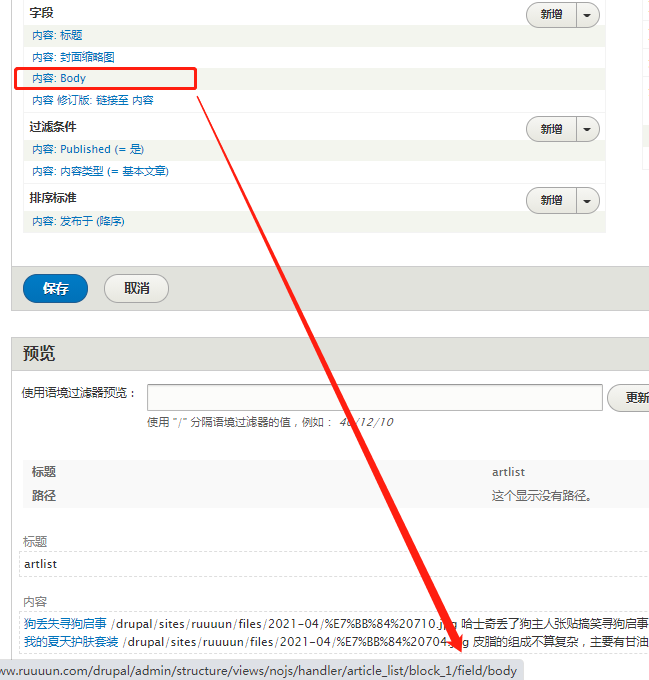 字段
新增
内容: 标题
内容: 封面缩略图
内容: Body
内容 修订版: 链接至 内容
过滤条件
新增
内容: Published (= 是)
内容: 内容类型 (= 基本文章)
排序标准
新增
内容: 发布于 (降序)
保存 取消
预览
使用语境过滤器预览：
更新
使用 "/" 分隔语境过滤器的值，例如： 40/12/10
标题 artlist
路径 这个显示没有路径。
标题
artlist
内容
狗丢失寻狗启事 /drupal/sites/ruuuun/files/2021-04/%E7%BB%84%20710.jpg 哈士奇丢了狗主人张贴搞笑寻狗启事
我的夏天护肤套装 /drupal/sites/ruuuun/files/2021-04/%E7%BB%84%20704.jpg 皮脂的组成不算复杂，主要有甘油
ww.ruuuun.com/drupal/admin/structure/views/nojs/handler/article_list/block_1/field/body